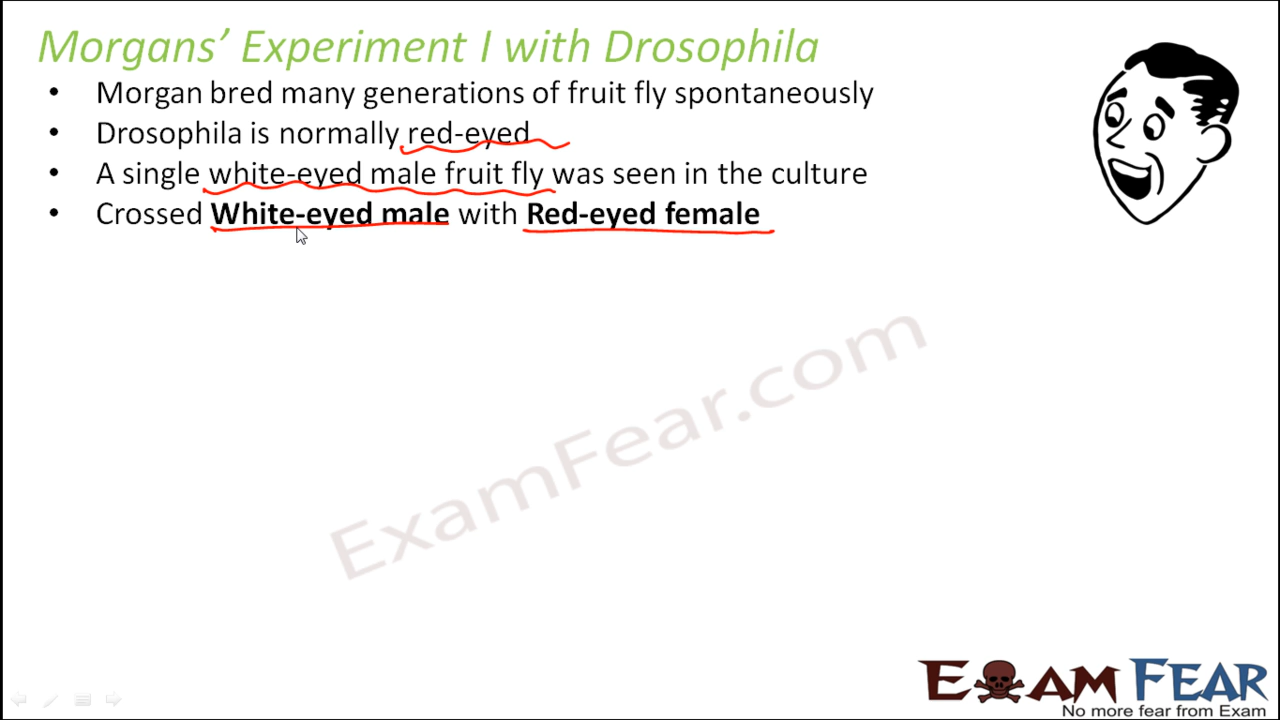 Morgans’ Experiment I with Drosophila
• Morgan bred many generations of fruit fly spontaneously
• Drosophila is normally red-eyed
• A single white-eyed male fruit fly was seen in the culture
• Crossed White-eyed male with Red-eyed female
ExamFear.com
EXAM FEAR
No more fear from Exam